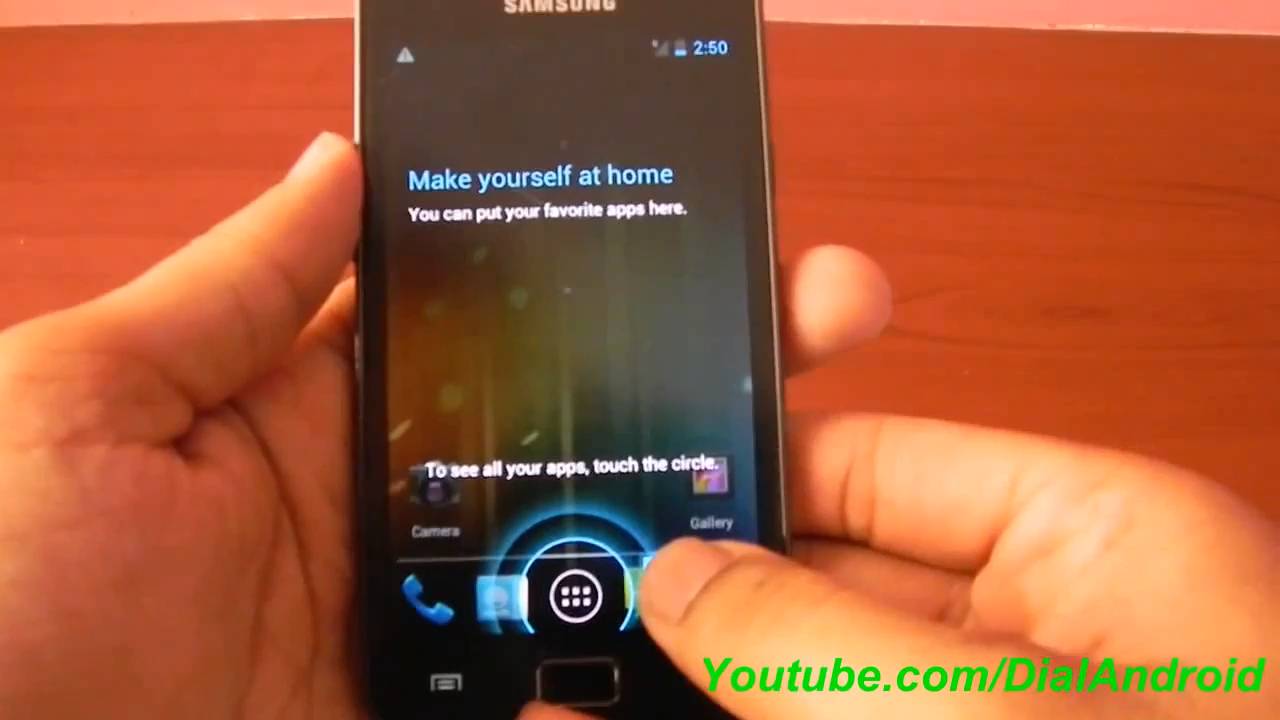 SAMSUNG
2:50
Make yourself at home
You can put your favorite apps here.
To see all your apps, touch the circle.
Camera
Gallery
Youtube.com/DialAndroid